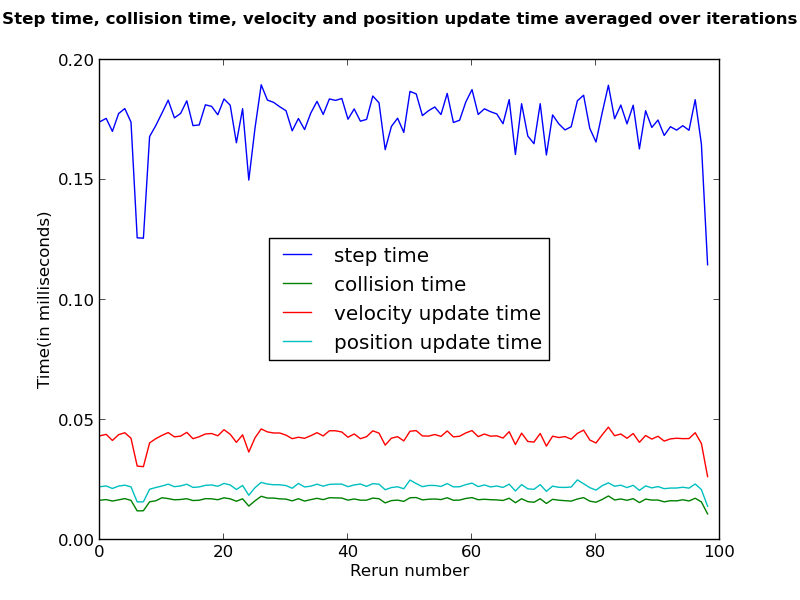 Step time, collision time, velocity and position update time averaged over iterations
0.20
0.15
0.10
0.05
0.00
Time(in milliseconds)
step time
collision time
velocity update time
position update time
0 20 40 60 80 100
Rerun number